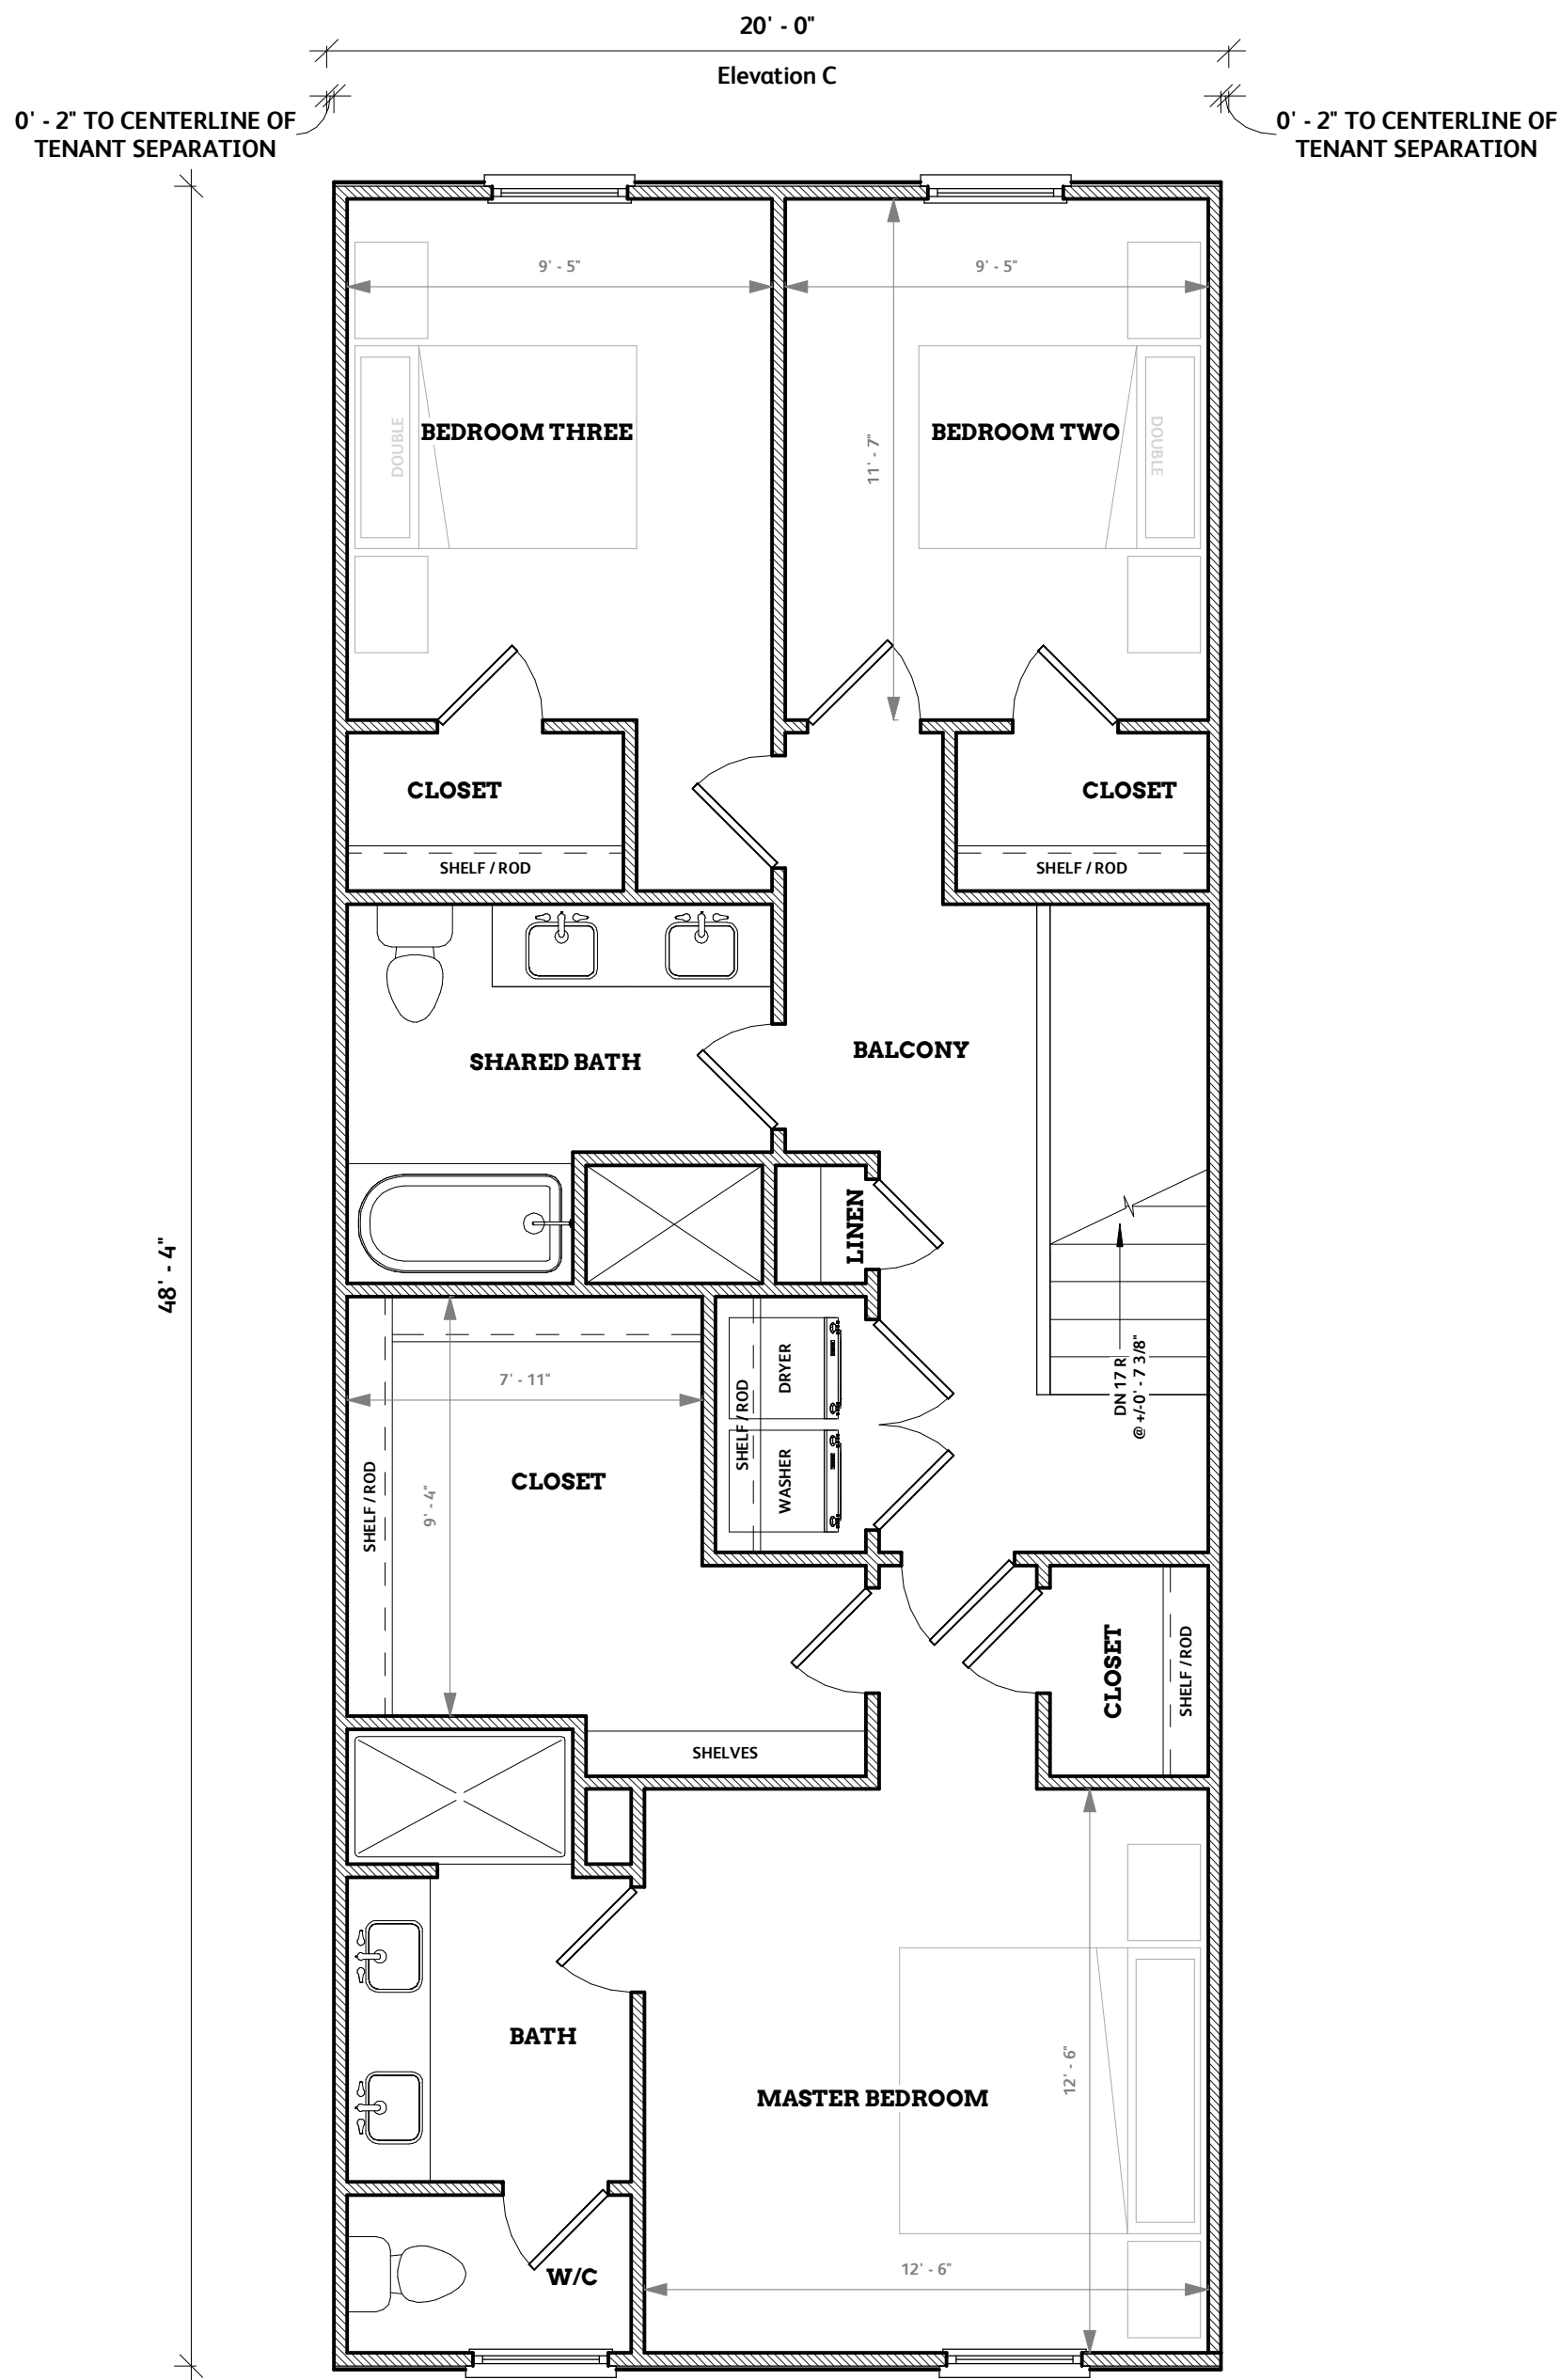 20' - 0"
Elevation C
0' - 2" TO CENTERLINE OF
TENANT SEPARATION
0' - 2" TO CENTERLINE OF
TENANT SEPARATION
9' - 5"
9' - 5"
DOUBLE
BEDROOM THREE
11' - 7"
BEDROOM TWO
DOUBLE
CLOSET
CLOSET
SHELF / ROD
SHELF / ROD
SHARED BATH
BALCONY
LINEN
48' - 4"
7' - 11"
SHELF / ROD
DRYER
DN 17 R
@ +/-0' - 7 3/8"
SHELF / ROD
9' - 4"
CLOSET
WASHER
CLOSET
SHELF / ROD
SHELVES
BATH
12' - 6"
MASTER BEDROOM
12' - 6"
W/C